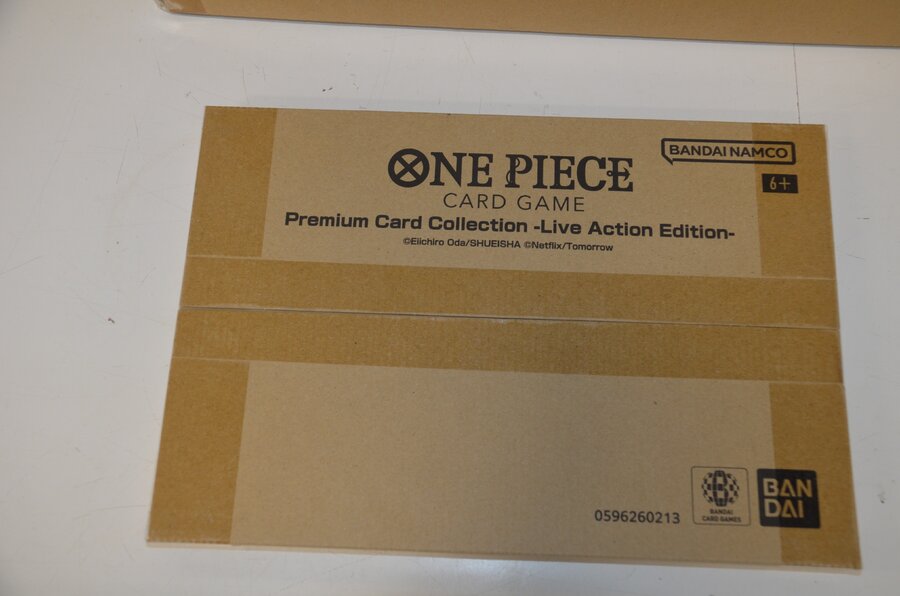 ONE PIECE
CARD GAME
Premium Card Collection -Live Action Edition-
©Eiichiro Oda/SHUEISHA ©Netflix/Tomorrow
BANDAI NAMCO
6+
0596260213
BANDAI
CARD GAMES
BAN
DAI